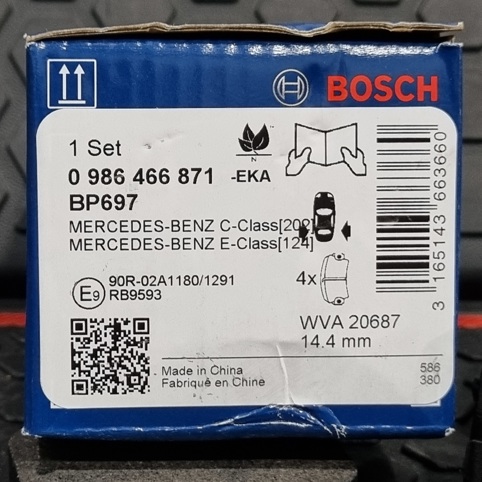 BOSCH
1 Set
0 986 466 871 -EKA
BP697
MERCEDES-BENZ C-Class[202]
MERCEDES-BENZ E-Class[124]
4x
E9
90R-02A1180/1291
RB9593
WVA 20687
14.4 mm
Made in China
Fabriqué en Chine
586
380
3 165143 663660
N